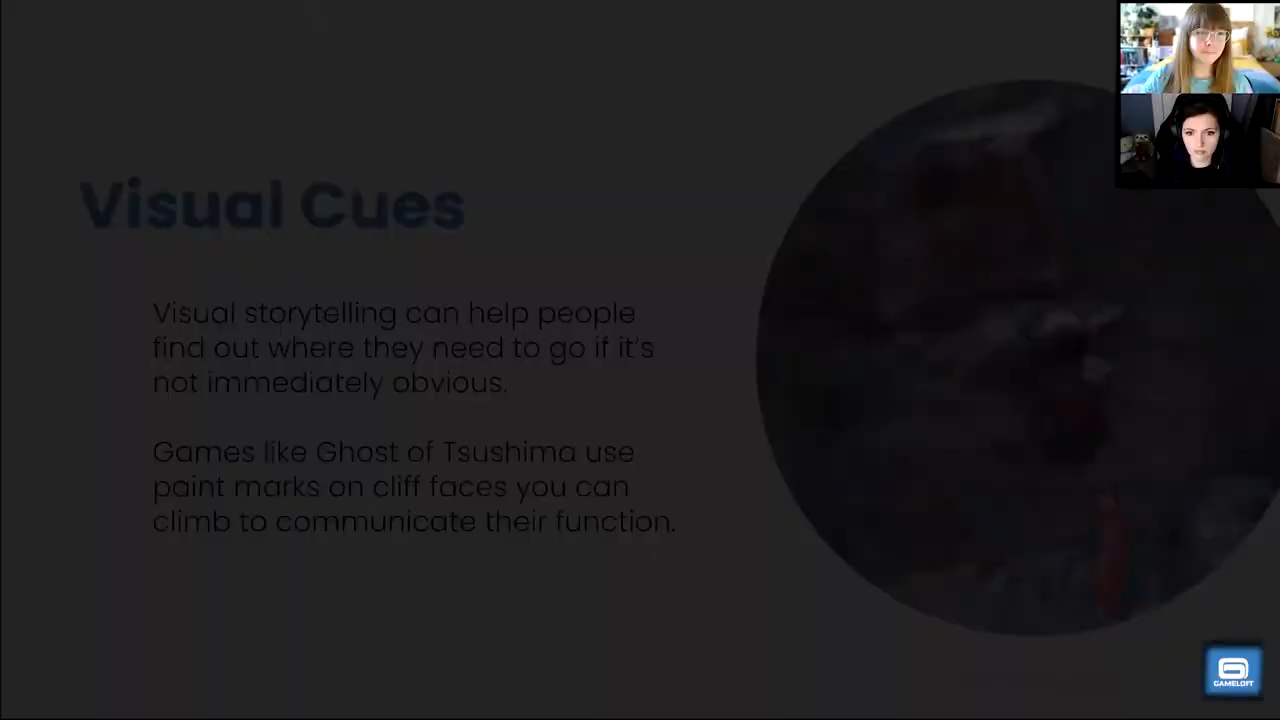 Visual Cues
Visual storytelling can help people
find out where they need to go if it's
not immediately obvious.
Games like Ghost of Tsushima use
paint marks on cliff faces you can
climb to communicate their function.
GAMELOFT